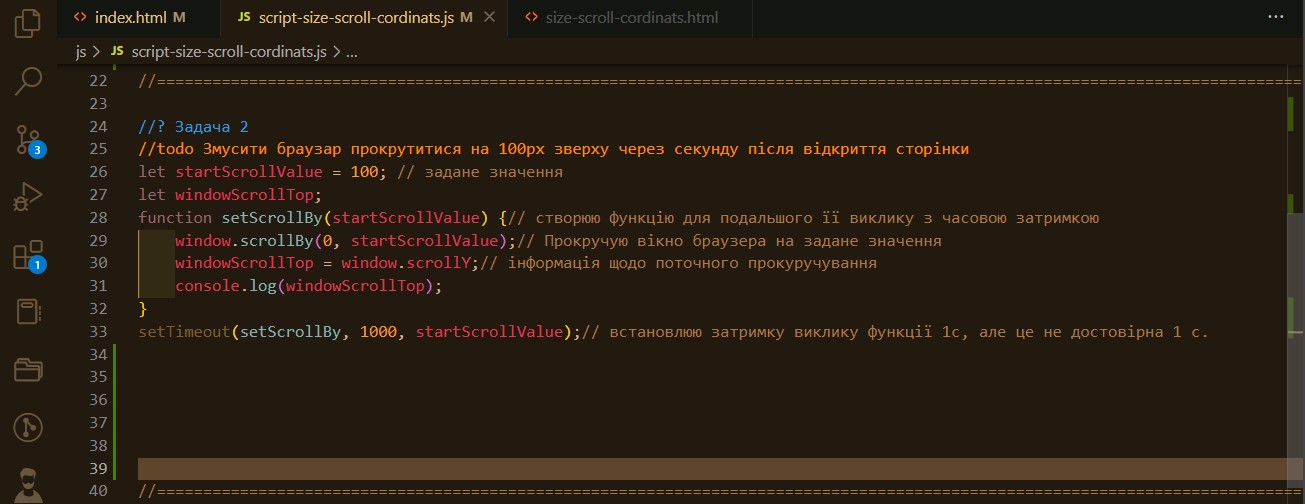 index.html M
JS script-size-scroll-cordinats.js M
size-scroll-cordinats.html
js > JS script-size-scroll-cordinats.js > ...
22 //==============================================================================================================================
23
24 //? Задача 2
25 //todo Змусити браузар прокрутитися на 100px зверху через секунду після відкриття сторінки
26 let startScrollValue = 100; // задане значення
27 let windowScrollTop;
28 function setScrollBy(startScrollValue) {// створюю функцію для подальшого її виклику з часовою затримкою
29 window.scrollBy(0, startScrollValue);// Прокручую вікно браузера на задане значення
30 windowScrollTop = window.scrollY;// інформація щодо поточного прокуручування
31 console.log(windowScrollTop);
32 }
33 setTimeout(setScrollBy, 1000, startScrollValue);// встановлюю затримку виклику функції 1с, але це не достовірна 1 с.
34
35
36
37
38
39
40 //==============================================================================================================================
3
1